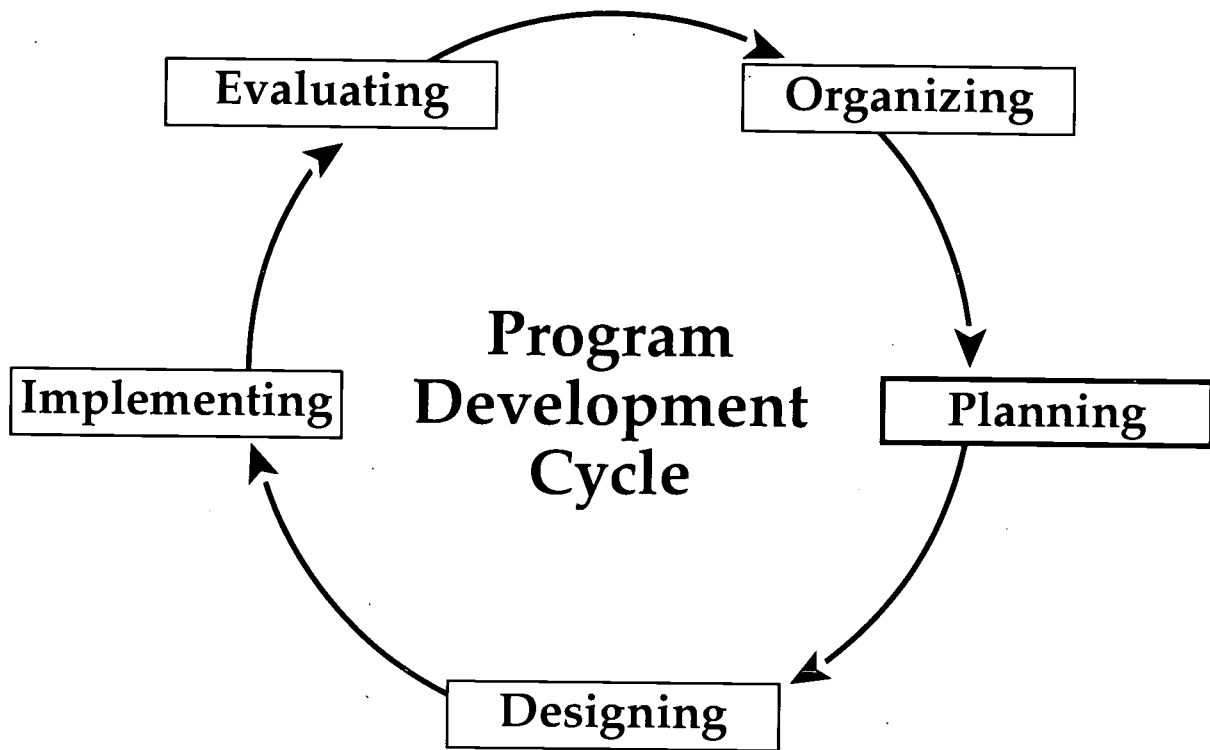 Evaluating
Organizing
Program
Development
Cycle
Implementing
Planning
Designing